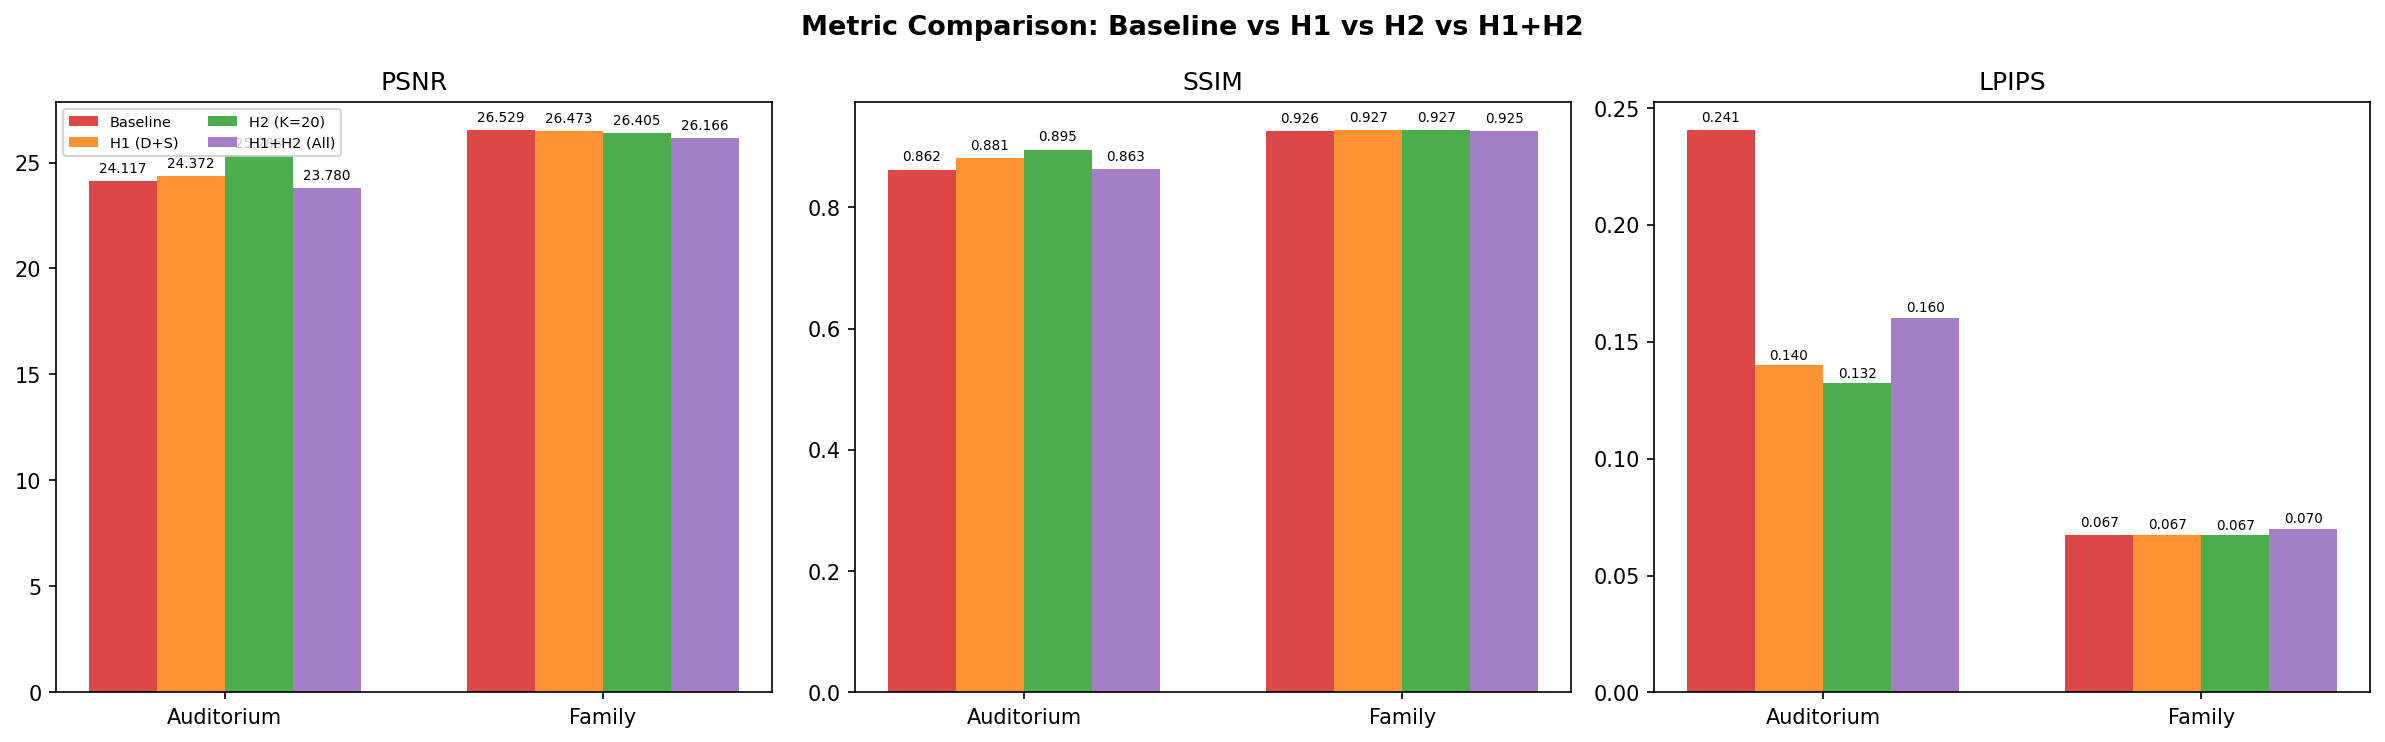 Metric Comparison: Baseline vs H1 vs H2 vs H1+H2
PSNR
Baseline
H1 (D+S)
H2 (K=20)
H1+H2 (All)
24.117
24.372
23.780
26.529
26.473
26.405
26.166
25
20
15
10
5
0
Auditorium
Family
SSIM
0.862
0.881
0.895
0.863
0.926
0.927
0.927
0.925
0.8
0.6
0.4
0.2
0.0
Auditorium
Family
LPIPS
0.241
0.140
0.132
0.160
0.067
0.067
0.067
0.070
0.25
0.20
0.15
0.10
0.05
0.00
Auditorium
Family